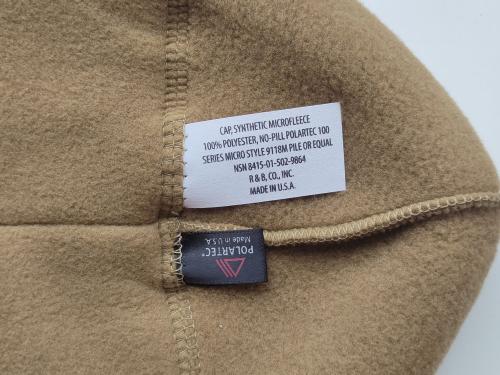 CAP, SYNTHETIC MICROFLEECE
100% POLYESTER, NO-PILL POLARTEC 100
SERIES MICRO STYLE 9118M PILE OR EQUAL
NSN 8415-01-502-9864
R & B, CO., INC.
MADE IN U.S.A.
POLARTEC®
Made in U.S.A.